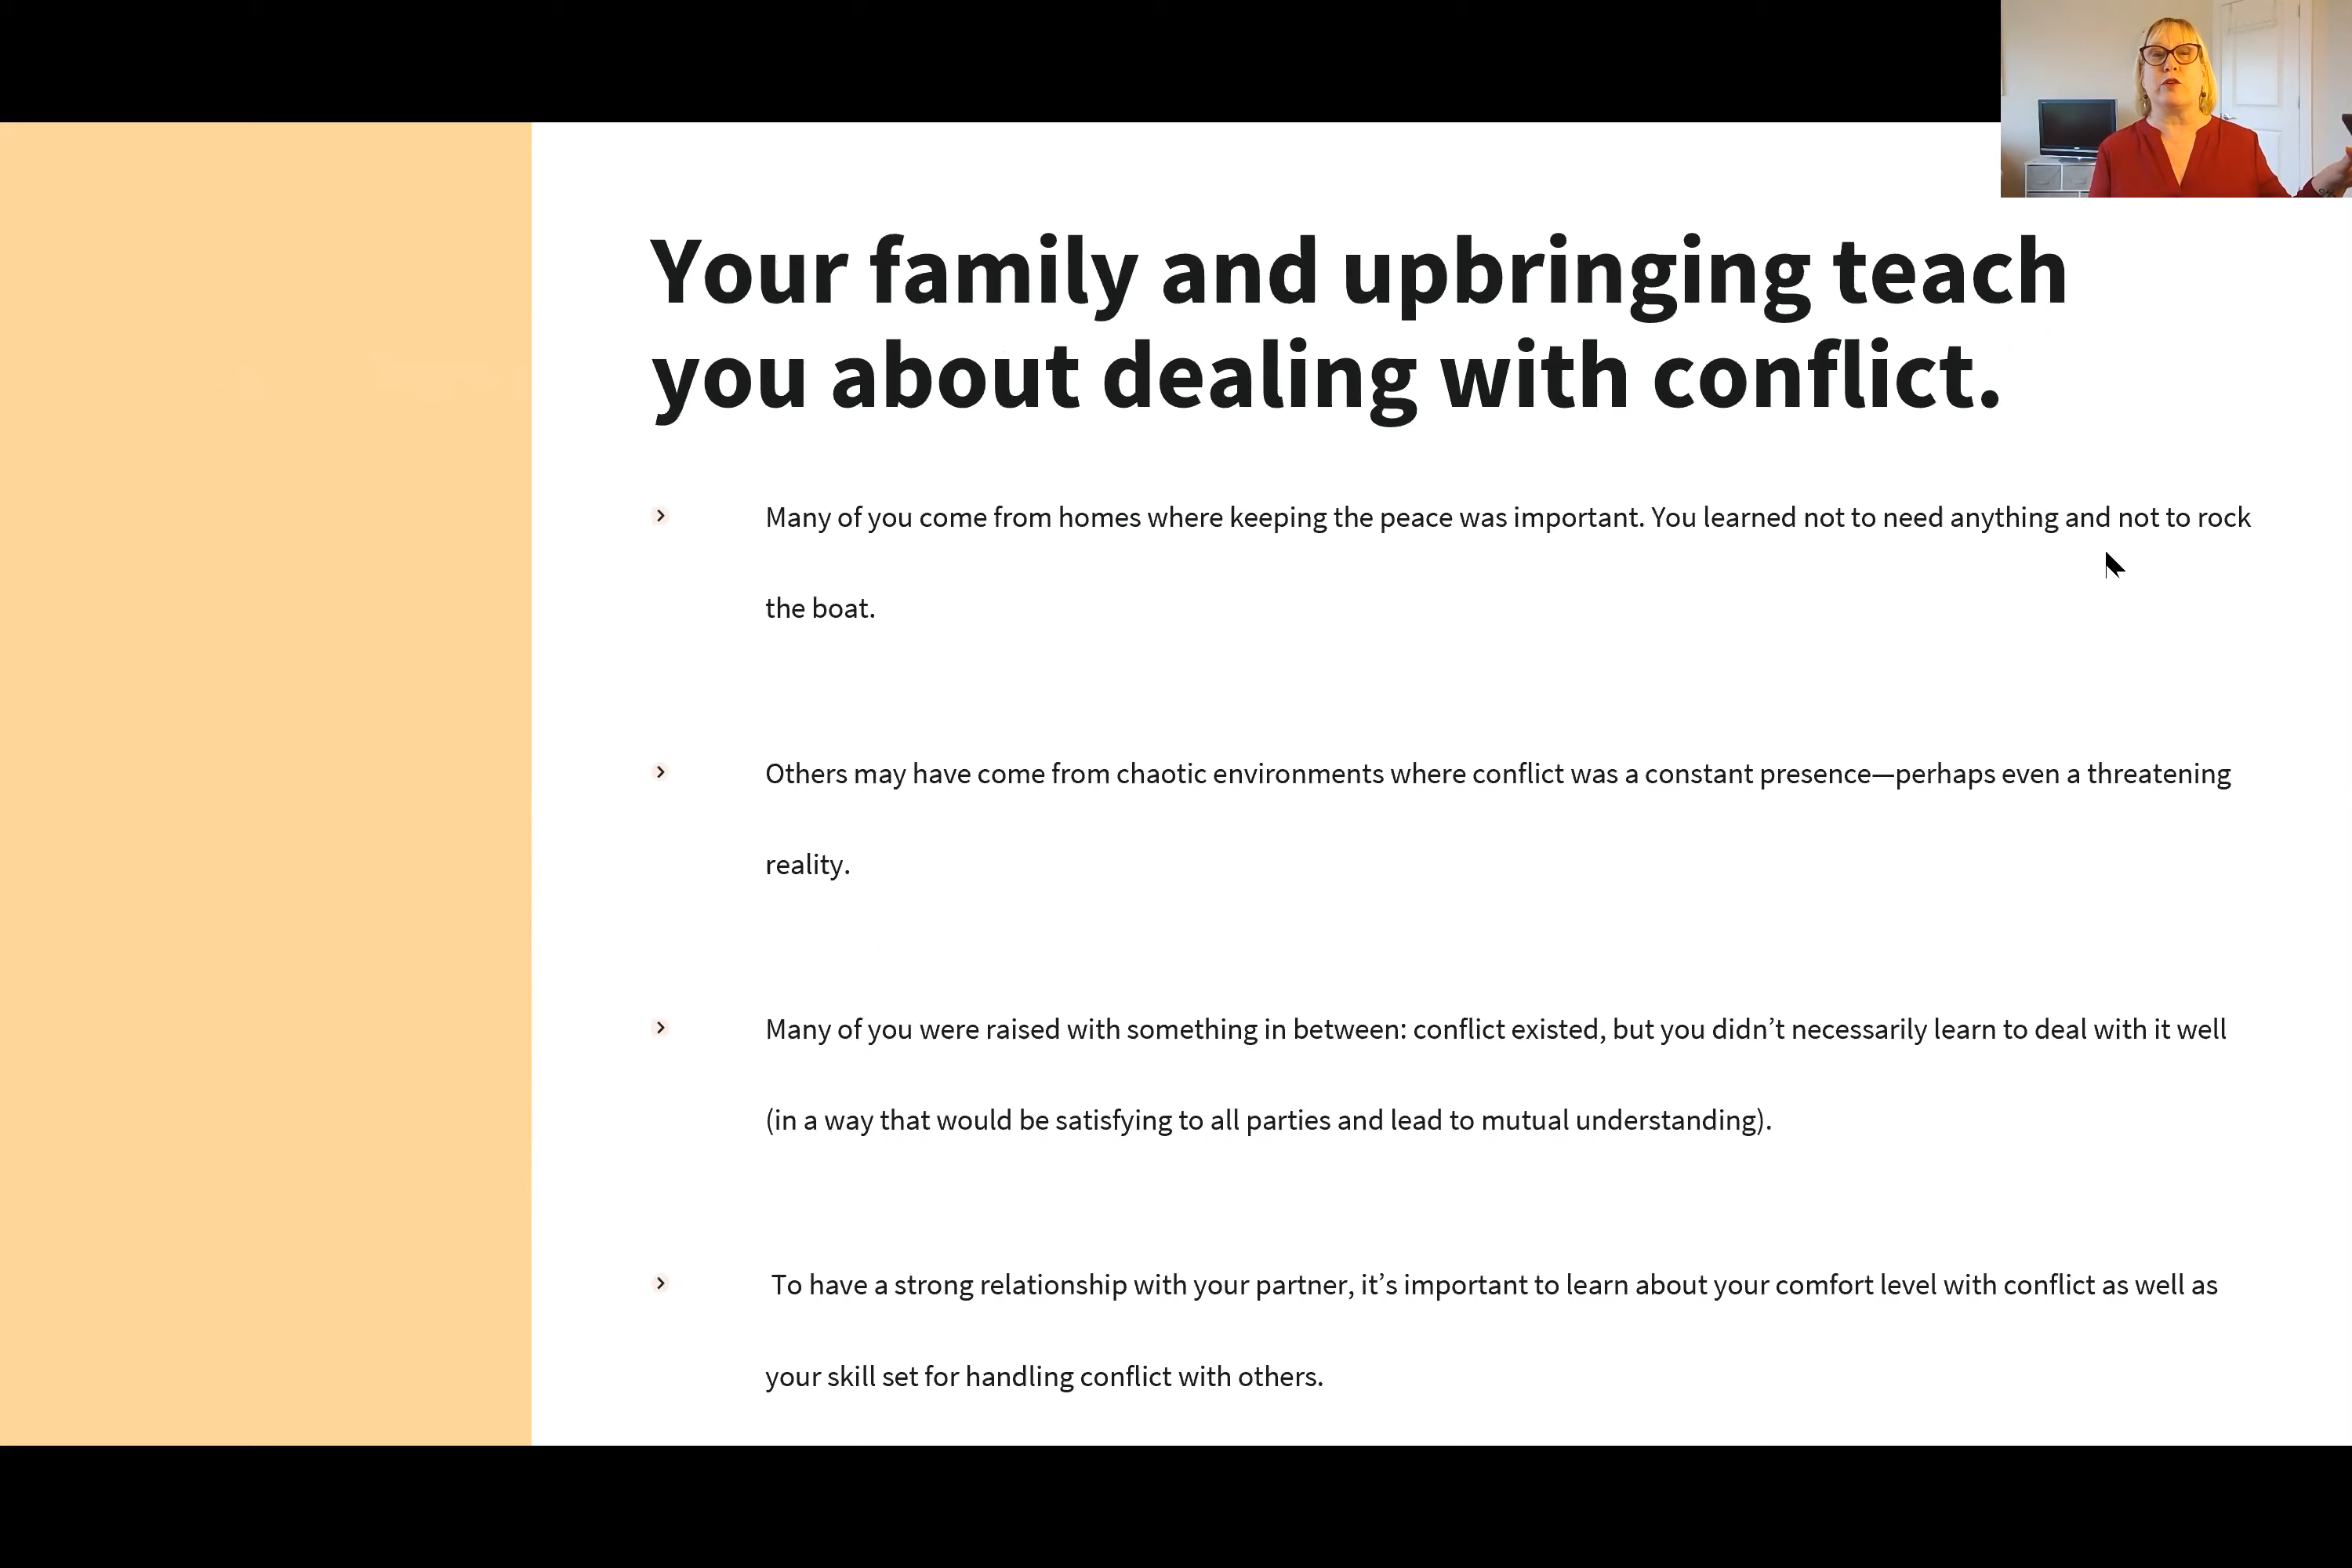 Your family and upbringing teach
you about dealing with conflict.
Many of you come from homes where keeping the peace was important. You learned not to need anything and not to rock
the boat.
Others may have come from chaotic environments where conflict was a constant presence—perhaps even a threatening
reality.
Many of you were raised with something in between: conflict existed, but you didn’t necessarily learn to deal with it well
(in a way that would be satisfying to all parties and lead to mutual understanding).
To have a strong relationship with your partner, it’s important to learn about your comfort level with conflict as well as
your skill set for handling conflict with others.